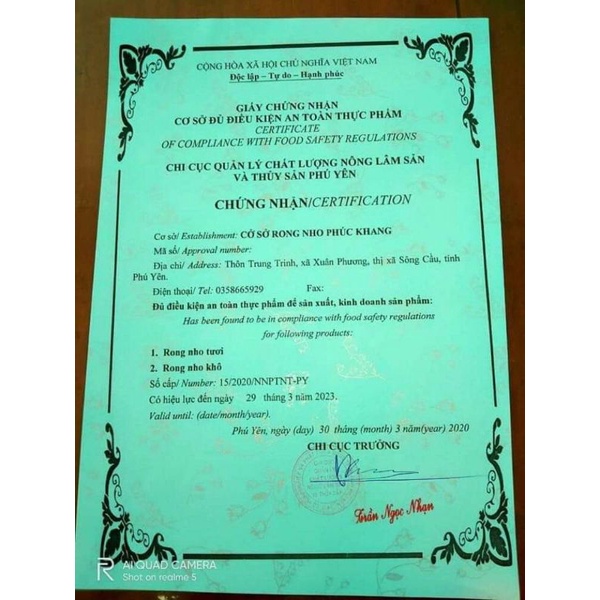 CỘNG HÒA XÃ HỘI CHỦ NGHĨA VIỆT NAM
Độc lập – Tự do – Hạnh phúc
GIẤY CHỨNG NHẬN
CƠ SỞ ĐỦ ĐIỀU KIỆN AN TOÀN THỰC PHẨM
CERTIFICATE
OF COMPLIANCE WITH FOOD SAFETY REGULATIONS
CHI CỤC QUẢN LÝ CHẤT LƯỢNG NÔNG LÂM SẢN
VÀ THỦY SẢN PHÚ YÊN
CHỨNG NHẬN/CERTIFICATION
Cơ sở/ Establishment: CƠ SỞ RONG NHO PHÚC KHANG
Mã số/ Approval number:
Địa chỉ/ Address: Thôn Trung Trinh, xã Xuân Phương, thị xã Sông Cầu, tỉnh
Phú Yên.
Điện thoại/ Tel: 0358665929 Fax:
Đủ điều kiện an toàn thực phẩm để sản xuất, kinh doanh sản phẩm:
Has been found to be in compliance with food safety regulations
for following products:
1. Rong nho tươi
2. Rong nho khô
Số cấp/ Number: 15/2020/NNPTNT-PY
Có hiệu lực đến ngày 29 tháng 3 năm 2023.
Valid until: (date/month/year).
Phú Yên, ngày (day) 30 tháng (month) 3 năm(year) 2020
CHI CỤC TRƯỞNG
Trần Ngọc Nhạn
R AI QUAD CAMERA
Shot on realme 5